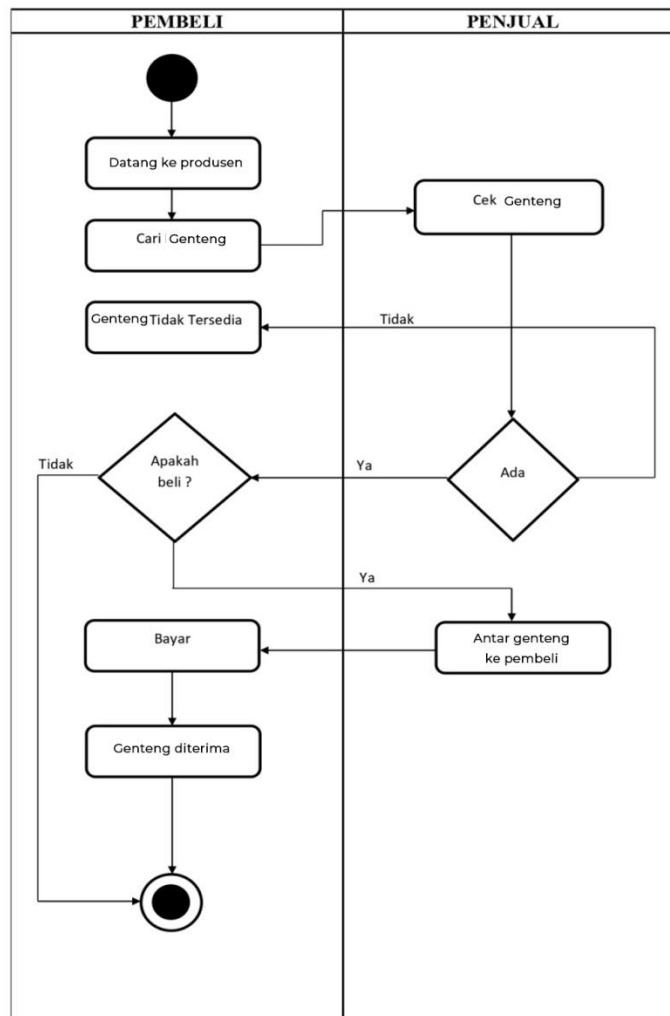 PEMBELI
PENJUAL
Datang ke produsen
Cek Genteng
Cari Genteng
Genteng Tidak Tersedia
Tidak
Tidak
Apakah
beli ?
Ya
Ada
Ya
Bayar
Antar genteng
ke pembeli
Genteng diterima